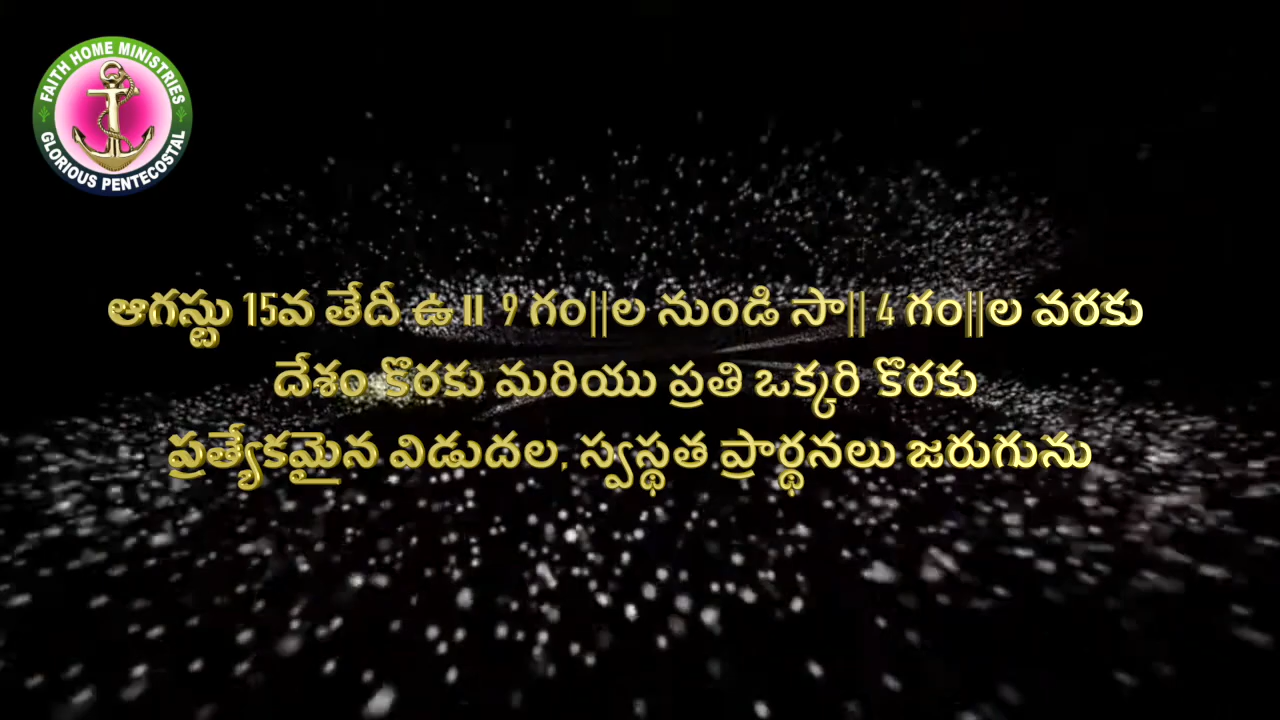 FAITH HOME MINISTRIES
GLORIOUS PENTECOSTAL
ఆగస్టు 15వ తేదీ ఉ॥ 9 గం||ల నుండి సా|| 4 గం||ల వరకు
దేశం కొరకు మరియు ప్రతి ఒక్కరి కొరకు
ప్రత్యేకమైన విడుదల, స్వస్థత ప్రార్థనలు జరుగును